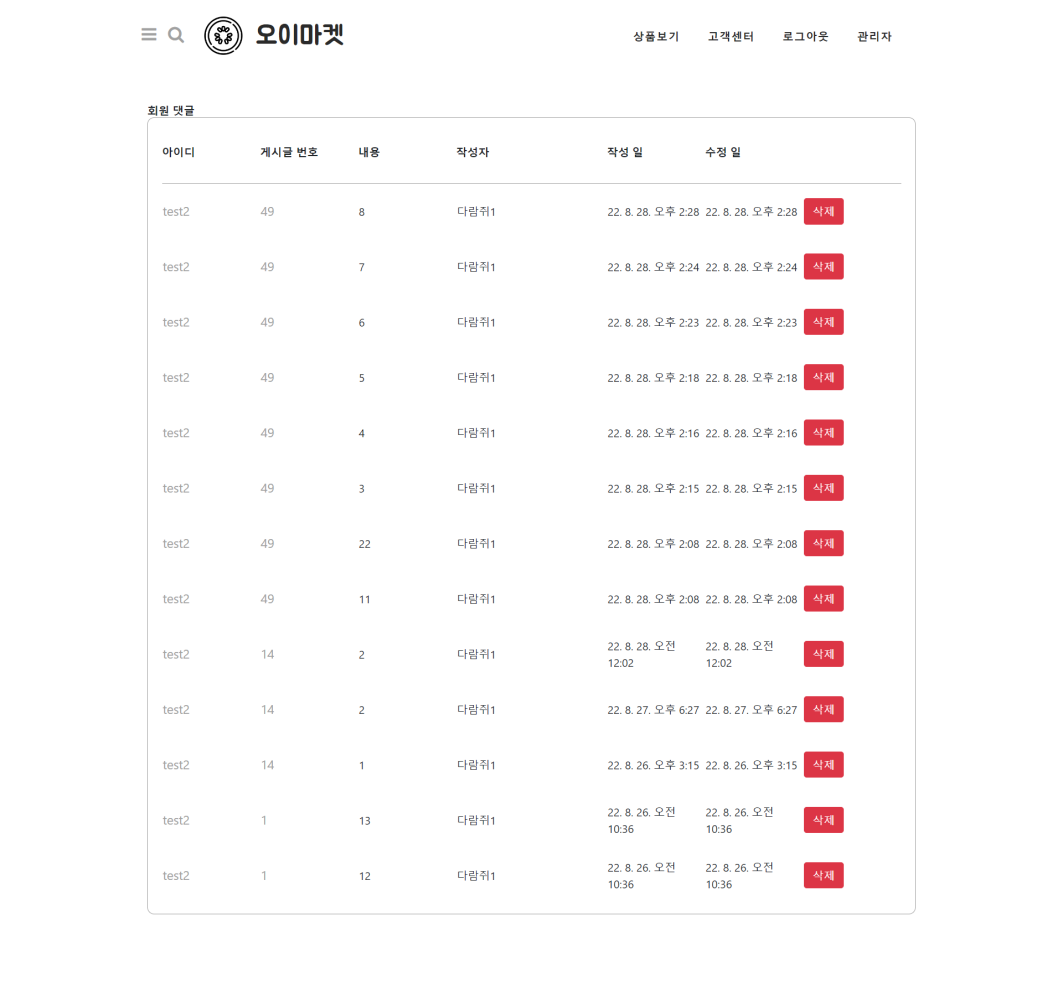 오이마켓 상품보기 고객센터 로그아웃 관리자
회원 댓글
아이디 게시글 번호 내용 작성자 작성 일 수정 일
test2 49 8 다람쥐1 22. 8. 28. 오후 2:28 22. 8. 28. 오후 2:28 삭제
test2 49 7 다람쥐1 22. 8. 28. 오후 2:24 22. 8. 28. 오후 2:24 삭제
test2 49 6 다람쥐1 22. 8. 28. 오후 2:23 22. 8. 28. 오후 2:23 삭제
test2 49 5 다람쥐1 22. 8. 28. 오후 2:18 22. 8. 28. 오후 2:18 삭제
test2 49 4 다람쥐1 22. 8. 28. 오후 2:16 22. 8. 28. 오후 2:16 삭제
test2 49 3 다람쥐1 22. 8. 28. 오후 2:15 22. 8. 28. 오후 2:15 삭제
test2 49 22 다람쥐1 22. 8. 28. 오후 2:08 22. 8. 28. 오후 2:08 삭제
test2 49 11 다람쥐1 22. 8. 28. 오후 2:08 22. 8. 28. 오후 2:08 삭제
test2 14 2 다람쥐1 22. 8. 28. 오전 12:02 22. 8. 28. 오전 12:02 삭제
test2 14 2 다람쥐1 22. 8. 27. 오후 6:27 22. 8. 27. 오후 6:27 삭제
test2 14 1 다람쥐1 22. 8. 26. 오후 3:15 22. 8. 26. 오후 3:15 삭제
test2 1 13 다람쥐1 22. 8. 26. 오전 10:36 22. 8. 26. 오전 10:36 삭제
test2 1 12 다람쥐1 22. 8. 26. 오전 10:36 22. 8. 26. 오전 10:36 삭제